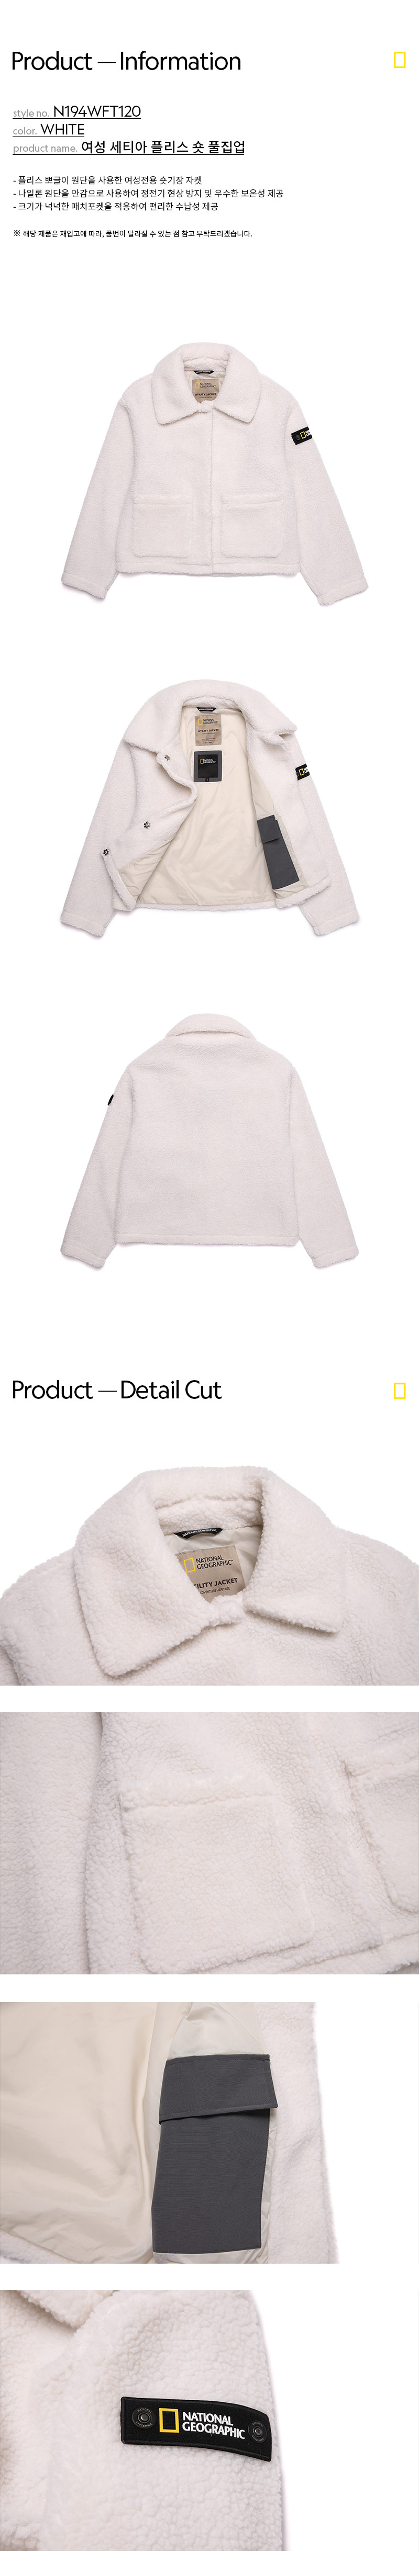 Product — Information
style no. N194WFT120
color. WHITE
product name. 여성 세티아 플리스 숏 풀집업
- 플리스 뽀글이 원단을 사용한 여성전용 숏기장 자켓
- 나일론 원단을 안감으로 사용하여 정전기 현상 방지 및 우수한 보온성 제공
- 크기가 넉넉한 패치포켓을 적용하여 편리한 수납성 제공
※ 해당 제품은 재입고에 따라, 품번이 달라질 수 있는 점 참고 부탁드리겠습니다.
NATIONAL
GEOGRAPHIC
Product — Detail Cut
NATIONAL
GEOGRAPHIC
ILITY JACKET
NATIONAL
GEOGRAPHIC